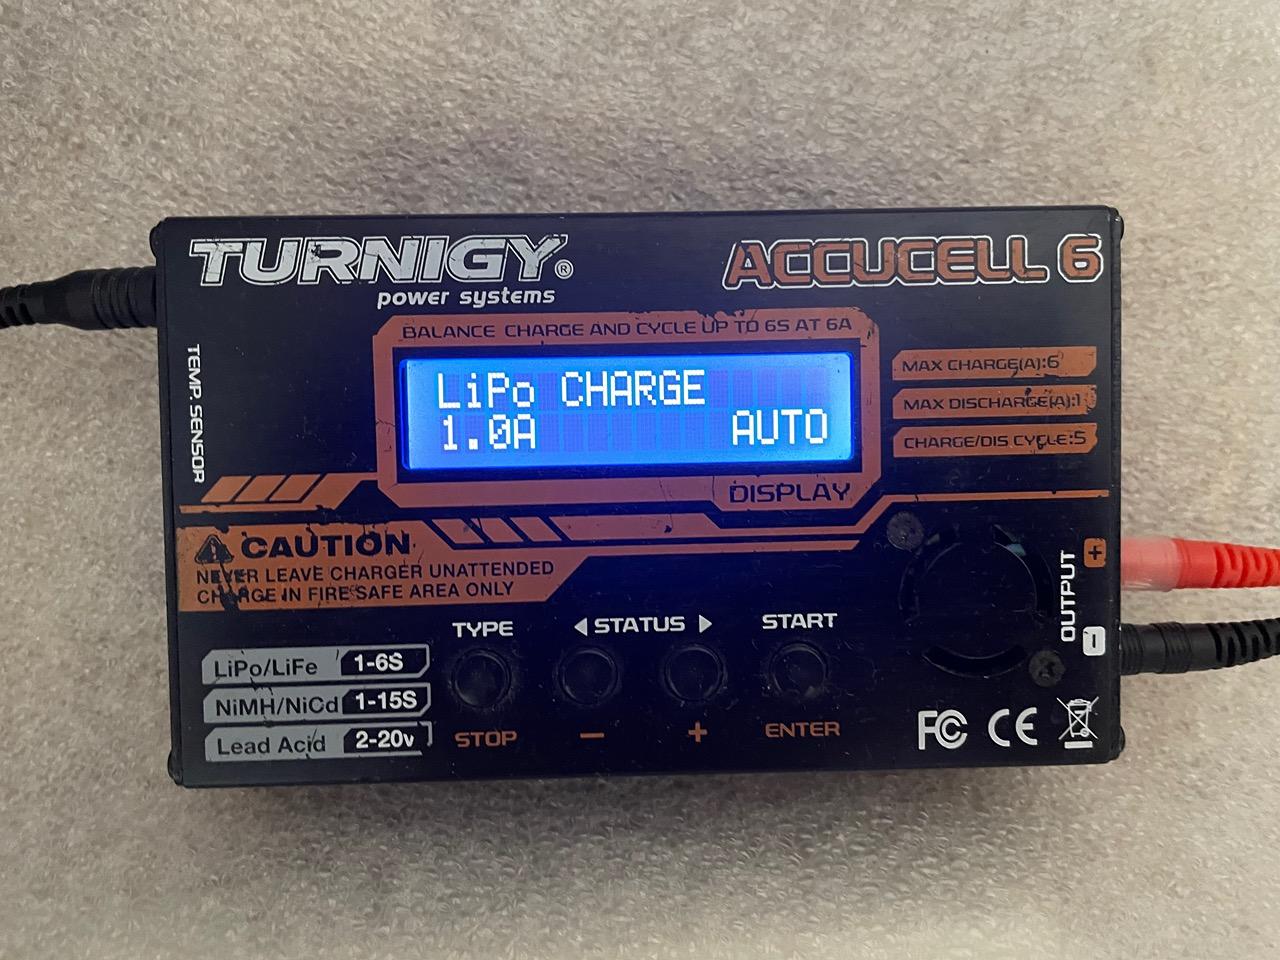 TURNIGY®
power systems
ACCUCELL 6
BALANCE CHARGE AND CYCLE UP TO 6S AT 6A
LiPo CHARGE
1.0A AUTO
DISPLAY
MAX CHARGE(A):6
MAX DISCHARGE(A):1
CHARGE/DIS CYCLE:5
TEMP. SENSOR
CAUTION
NEVER LEAVE CHARGER UNATTENDED
CHARGE IN FIRE SAFE AREA ONLY
OUTPUT
+
−
LiPo/LiFe 1-6S
NiMH/NiCd 1-15S
Lead Acid 2-20v
TYPE
◀ STATUS ▶
START
STOP
−
+
ENTER
FC CE